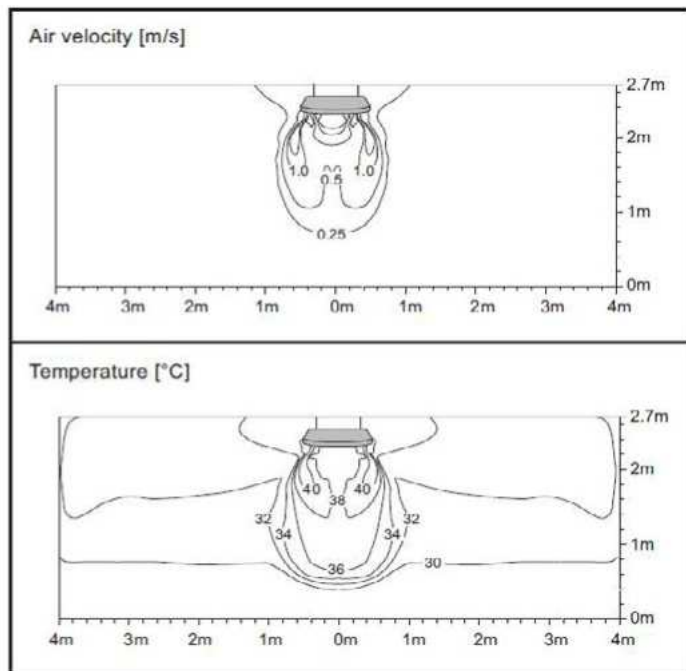 Air velocity [m/s]
2.7m
2m
1.0 1.0
0.5
1m
0.25
0m
4m 3m 2m 1m 0m 1m 2m 3m 4m
Temperature [°C]
2.7m
2m
40 40
38
32 32
34 34
1m
36 30
0m
4m 3m 2m 1m 0m 1m 2m 3m 4m